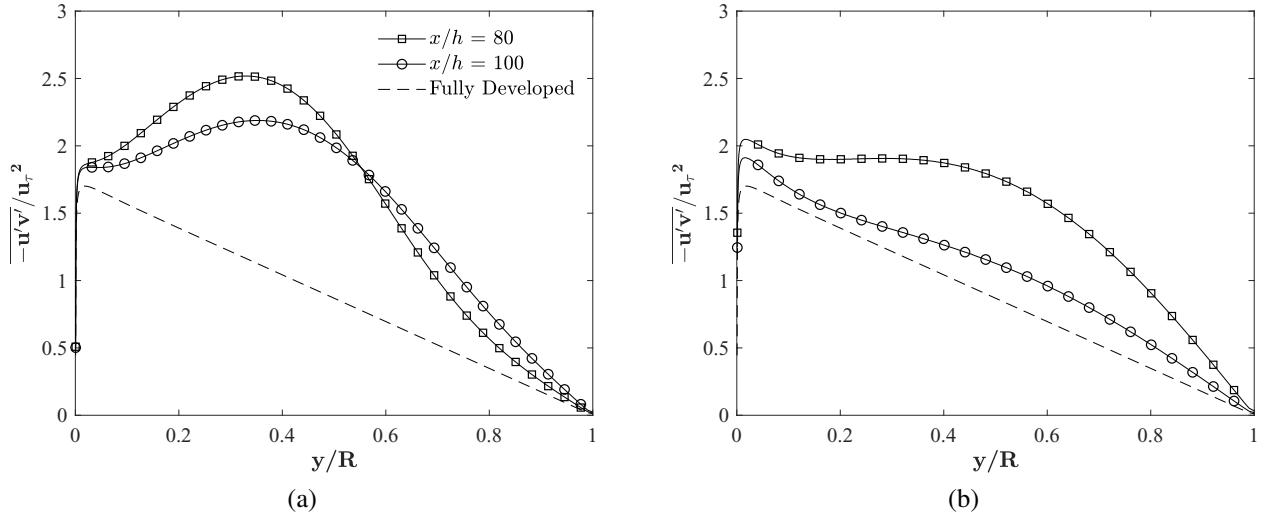 3
2.5
2
1.5
1
0.5
0
0 0.2 0.4 0.6 0.8 1
y/R
−u′v′/uτ²
x/h = 80
x/h = 100
Fully Developed
(a)
3
2.5
2
1.5
1
0.5
0
0 0.2 0.4 0.6 0.8 1
y/R
−u′v′/uτ²
(b)